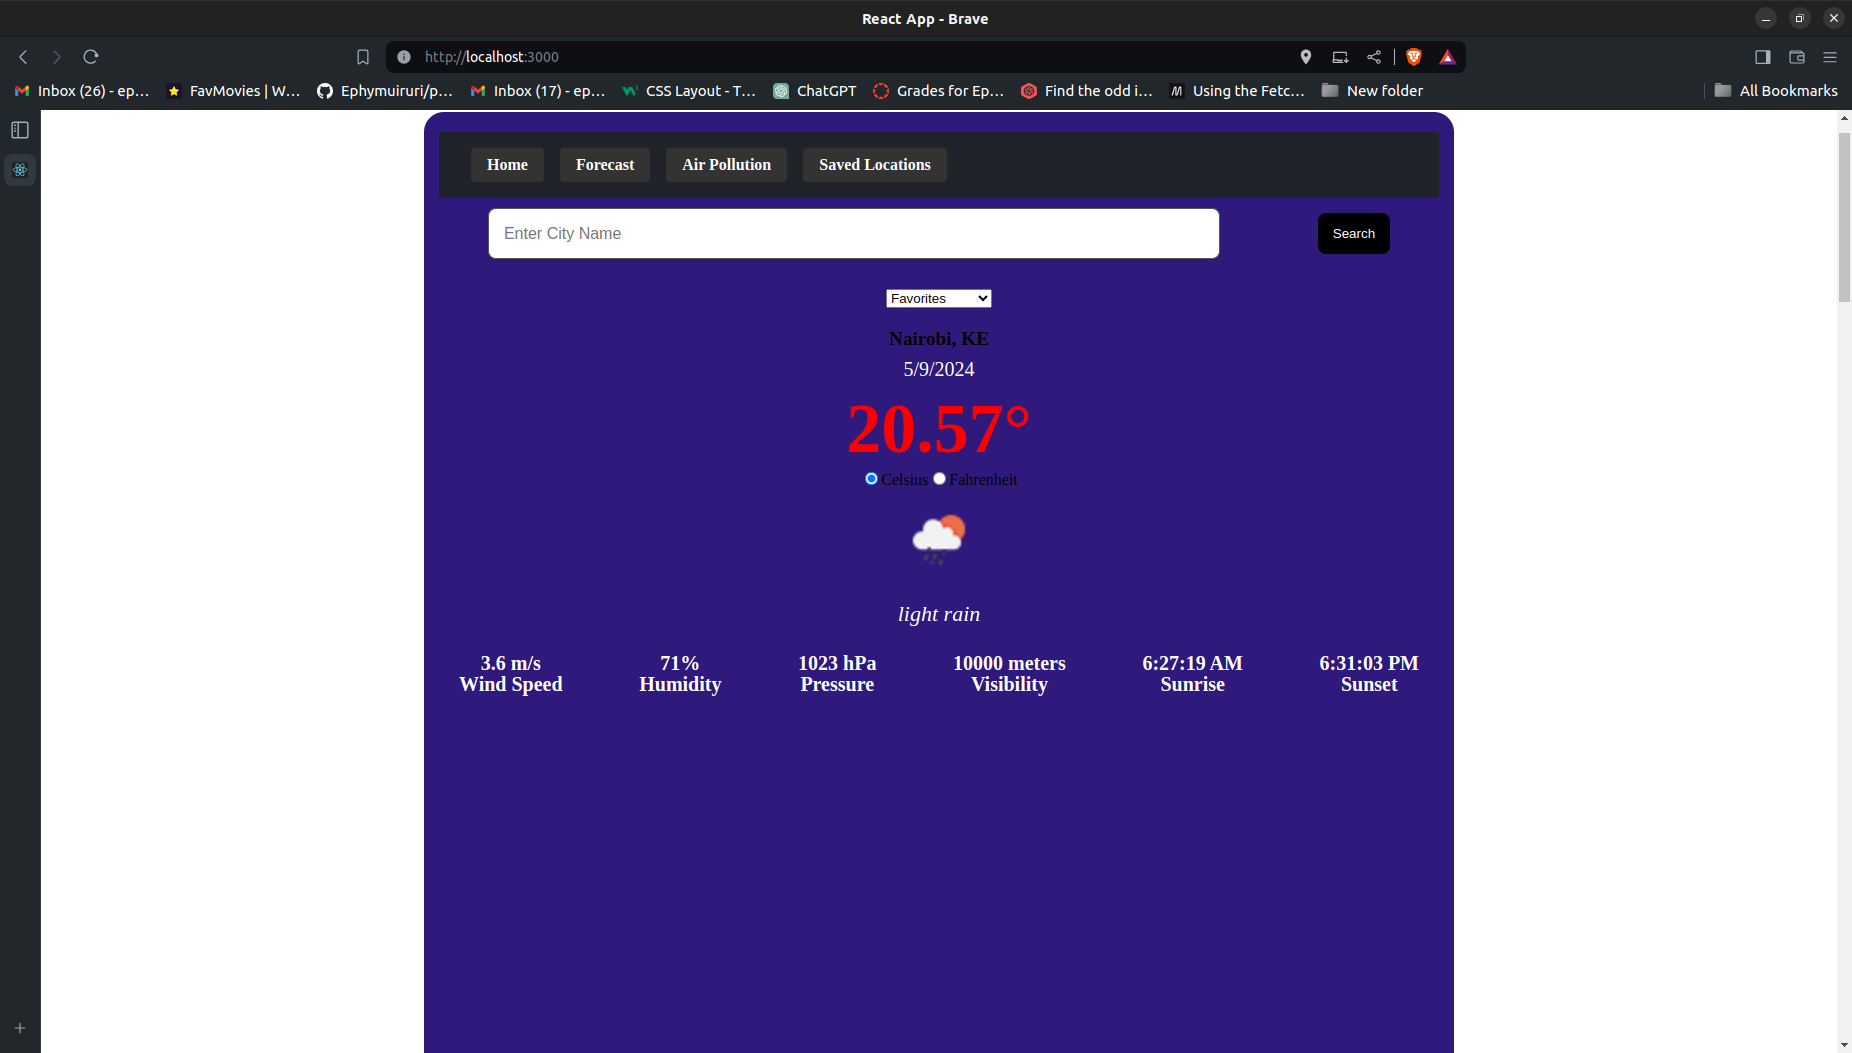 React App - Brave
http://localhost:3000
Inbox (26) - ep... FavMovies | W... Ephymuiruri/p... Inbox (17) - ep... CSS Layout - T... ChatGPT Grades for Ep... Find the odd i... Using the Fetc... New folder All Bookmarks
Home Forecast Air Pollution Saved Locations
Enter City Name Search
Favorites
Nairobi, KE
5/9/2024
20.57°
Celsius Fahrenheit
light rain
3.6 m/s 71% 1023 hPa 10000 meters 6:27:19 AM 6:31:03 PM
Wind Speed Humidity Pressure Visibility Sunrise Sunset